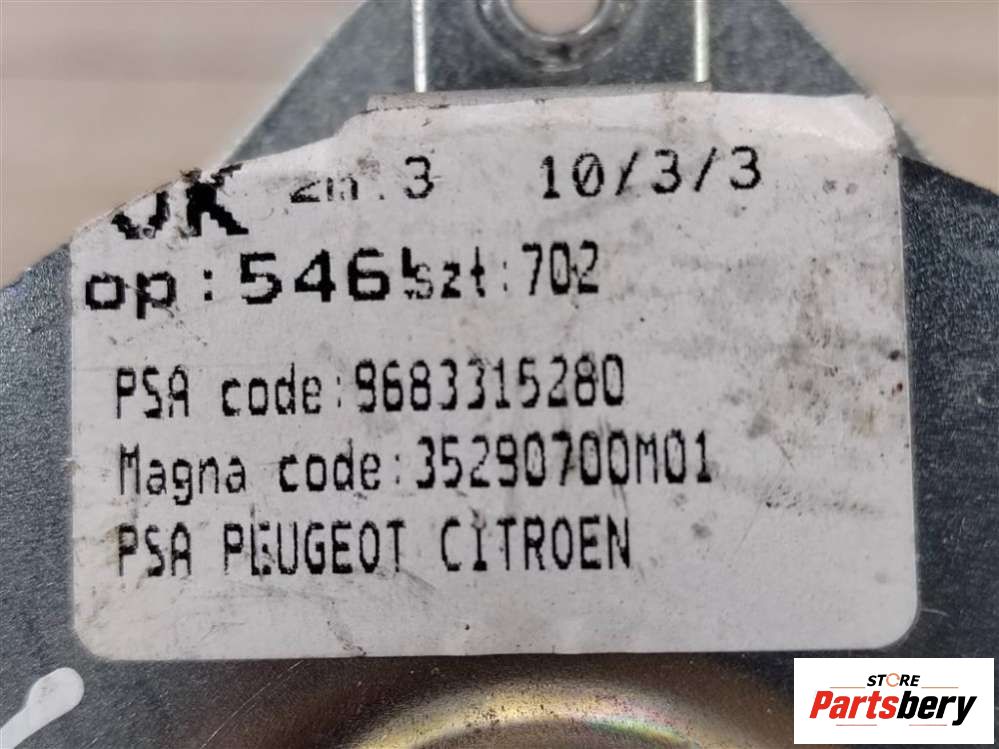 OK zm.3 10/3/3
op:546 szt:702
PSA code:9683315280
Magna code:35290700M01
PSA PEUGEOT CITROEN
STORE
Partsbery